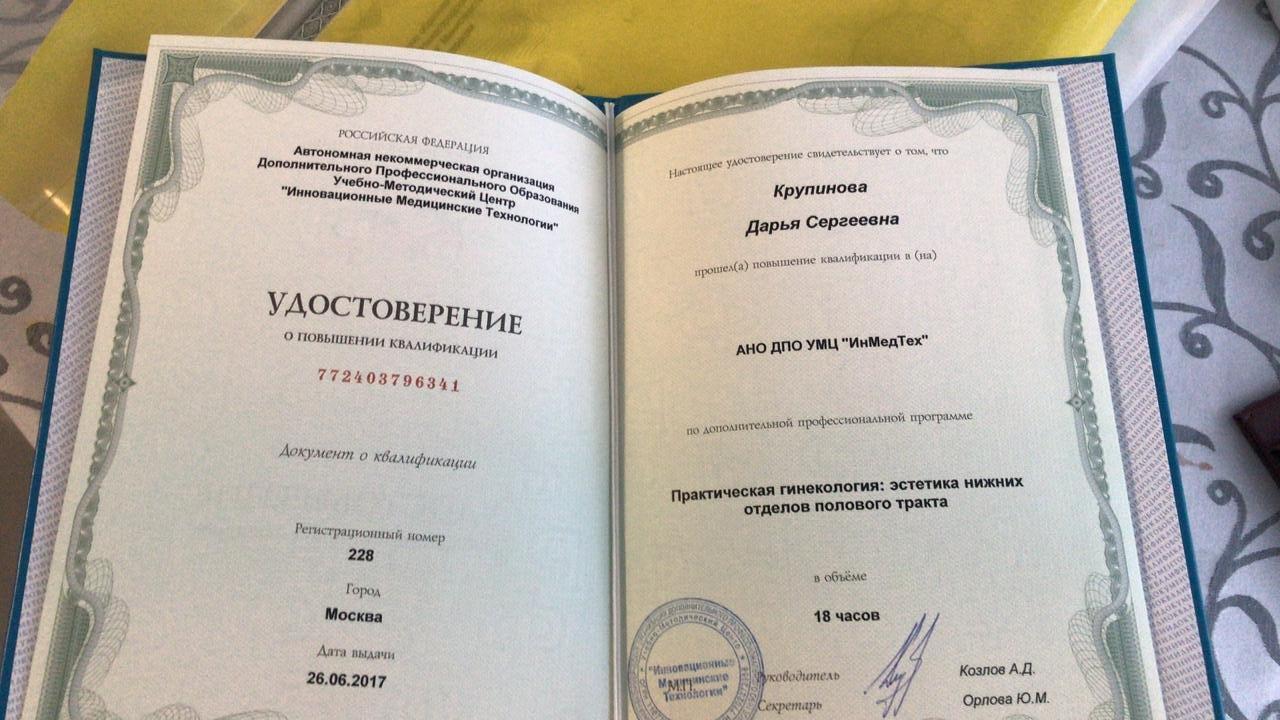 РОССИЙСКАЯ ФЕДЕРАЦИЯ
Автономная некоммерческая организация
Дополнительного Профессионального Образования
Учебно-Методический Центр
"Инновационные Медицинские Технологии"
УДОСТОВЕРЕНИЕ
О ПОВЫШЕНИИ КВАЛИФИКАЦИИ
772403796341
Документ о квалификации
Регистрационный номер
228
Город
Москва
Дата выдачи
26.06.2017
Настоящее удостоверение свидетельствует о том, что
Крупинова
Дарья Сергеевна
прошел(а) повышение квалификации в (на)
АНО ДПО УМЦ "ИнМедТех"
по дополнительной профессиональной программе
Практическая гинекология: эстетика нижних
отделов полового тракта
в объёме
18 часов
Руководитель
Козлов А.Д.
Секретарь
Орлова Ю.М.
М.П.
"Инновационные
Медицинские
Технологии"